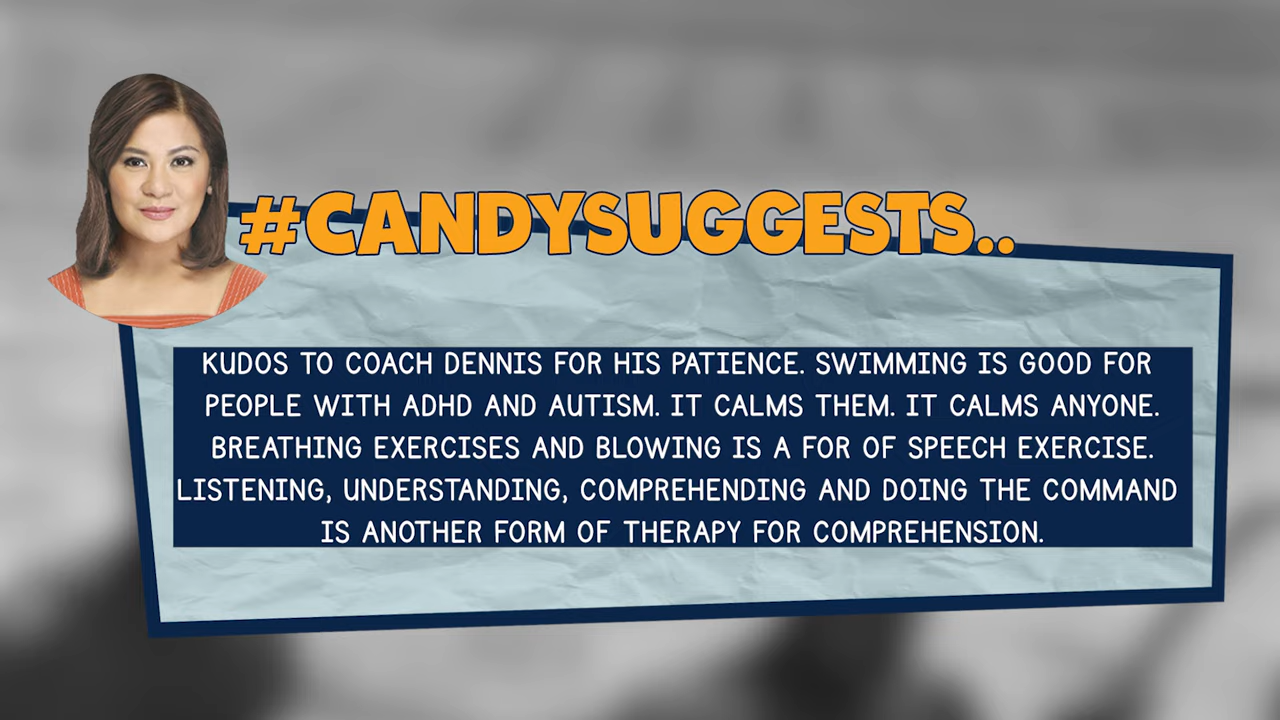 #CANDYSUGGESTS..
KUDOS TO COACH DENNIS FOR HIS PATIENCE. SWIMMING IS GOOD FOR
PEOPLE WITH ADHD AND AUTISM. IT CALMS THEM. IT CALMS ANYONE.
BREATHING EXERCISES AND BLOWING IS A FOR OF SPEECH EXERCISE.
LISTENING, UNDERSTANDING, COMPREHENDING AND DOING THE COMMAND
IS ANOTHER FORM OF THERAPY FOR COMPREHENSION.